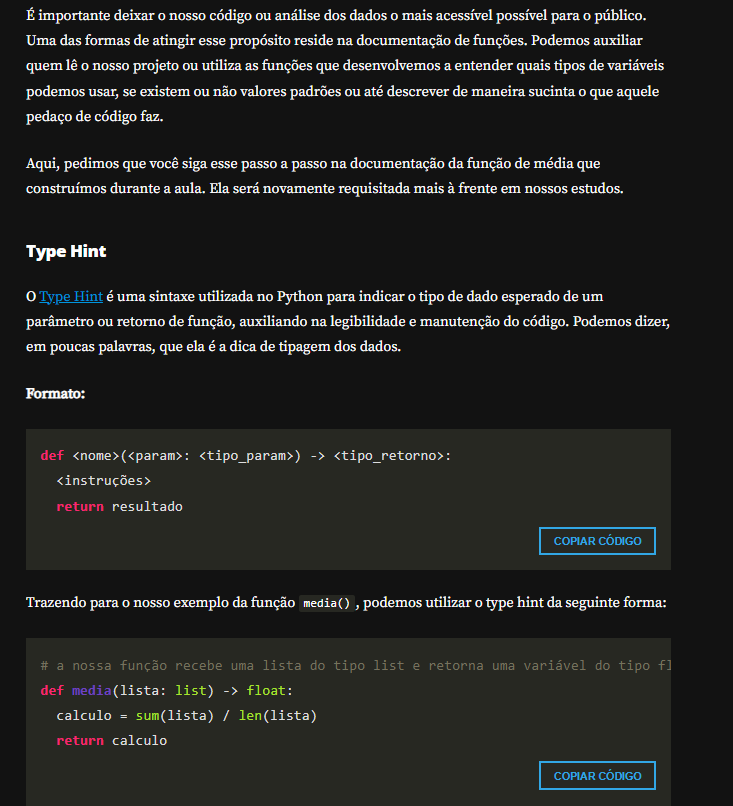 É importante deixar o nosso código ou análise dos dados o mais acessível possível para o público.
Uma das formas de atingir esse propósito reside na documentação de funções. Podemos auxiliar
quem lê o nosso projeto ou utiliza as funções que desenvolvemos a entender quais tipos de variáveis
podemos usar, se existem ou não valores padrões ou até descrever de maneira sucinta o que aquele
pedaço de código faz.
Aqui, pedimos que você siga esse passo a passo na documentação da função de média que
construímos durante a aula. Ela será novamente requisitada mais à frente em nossos estudos.
Type Hint
O Type Hint é uma sintaxe utilizada no Python para indicar o tipo de dado esperado de um
parâmetro ou retorno de função, auxiliando na legibilidade e manutenção do código. Podemos dizer,
em poucas palavras, que ela é a dica de tipagem dos dados.
Formato:
def <nome>(<param>: <tipo_param>) -> <tipo_retorno>:
  <instruções>
  return resultado
COPIAR CÓDIGO
Trazendo para o nosso exemplo da função media(), podemos utilizar o type hint da seguinte forma:
# a nossa função recebe uma lista do tipo list e retorna uma variável do tipo fl
def media(lista: list) -> float:
  calculo = sum(lista) / len(lista)
  return calculo
COPIAR CÓDIGO